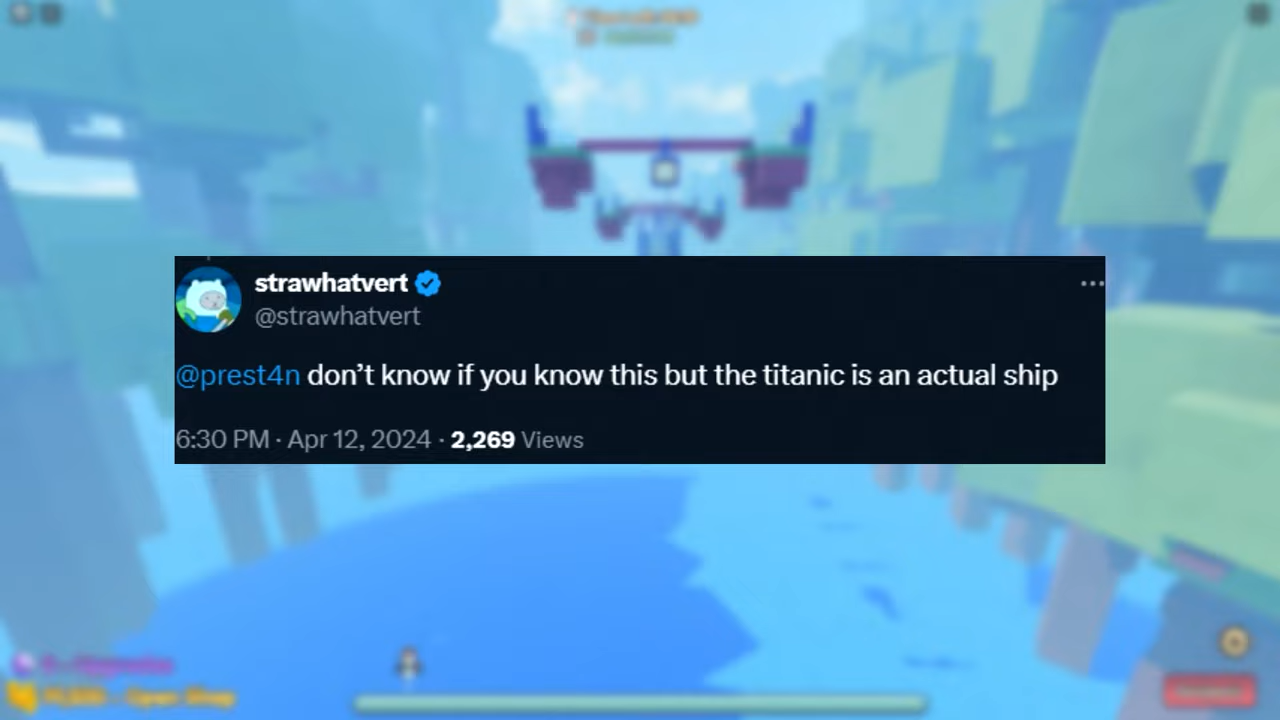 strawhatvert
@strawhatvert
@prest4n don’t know if you know this but the titanic is an actual ship
6:30 PM · Apr 12, 2024 · 2,269 Views